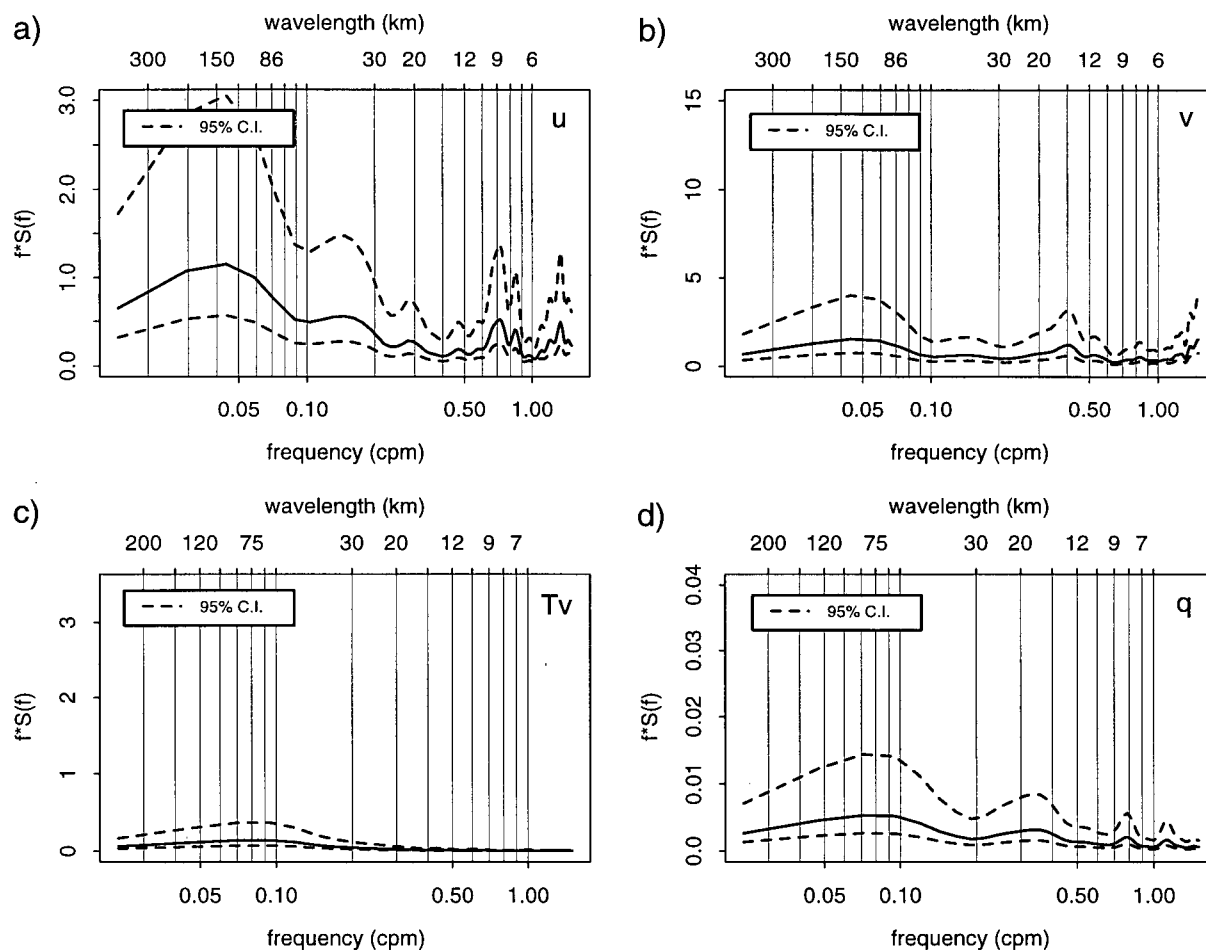 a)
wavelength (km)
300 150 86 30 20 12 9 6
3.0
2.0
1.0
0.0
f*S(f)
95% C.I.
u
0.05 0.10 0.50 1.00
frequency (cpm)
b)
wavelength (km)
300 150 86 30 20 12 9 6
15
10
5
0
f*S(f)
95% C.I.
v
0.05 0.10 0.50 1.00
frequency (cpm)
c)
wavelength (km)
200 120 75 30 20 12 9 7
3
2
1
0
f*S(f)
95% C.I.
Tv
0.05 0.10 0.50 1.00
frequency (cpm)
d)
wavelength (km)
200 120 75 30 20 12 9 7
0.04
0.03
0.02
0.01
0.0
f*S(f)
95% C.I.
q
0.05 0.10 0.50 1.00
frequency (cpm)